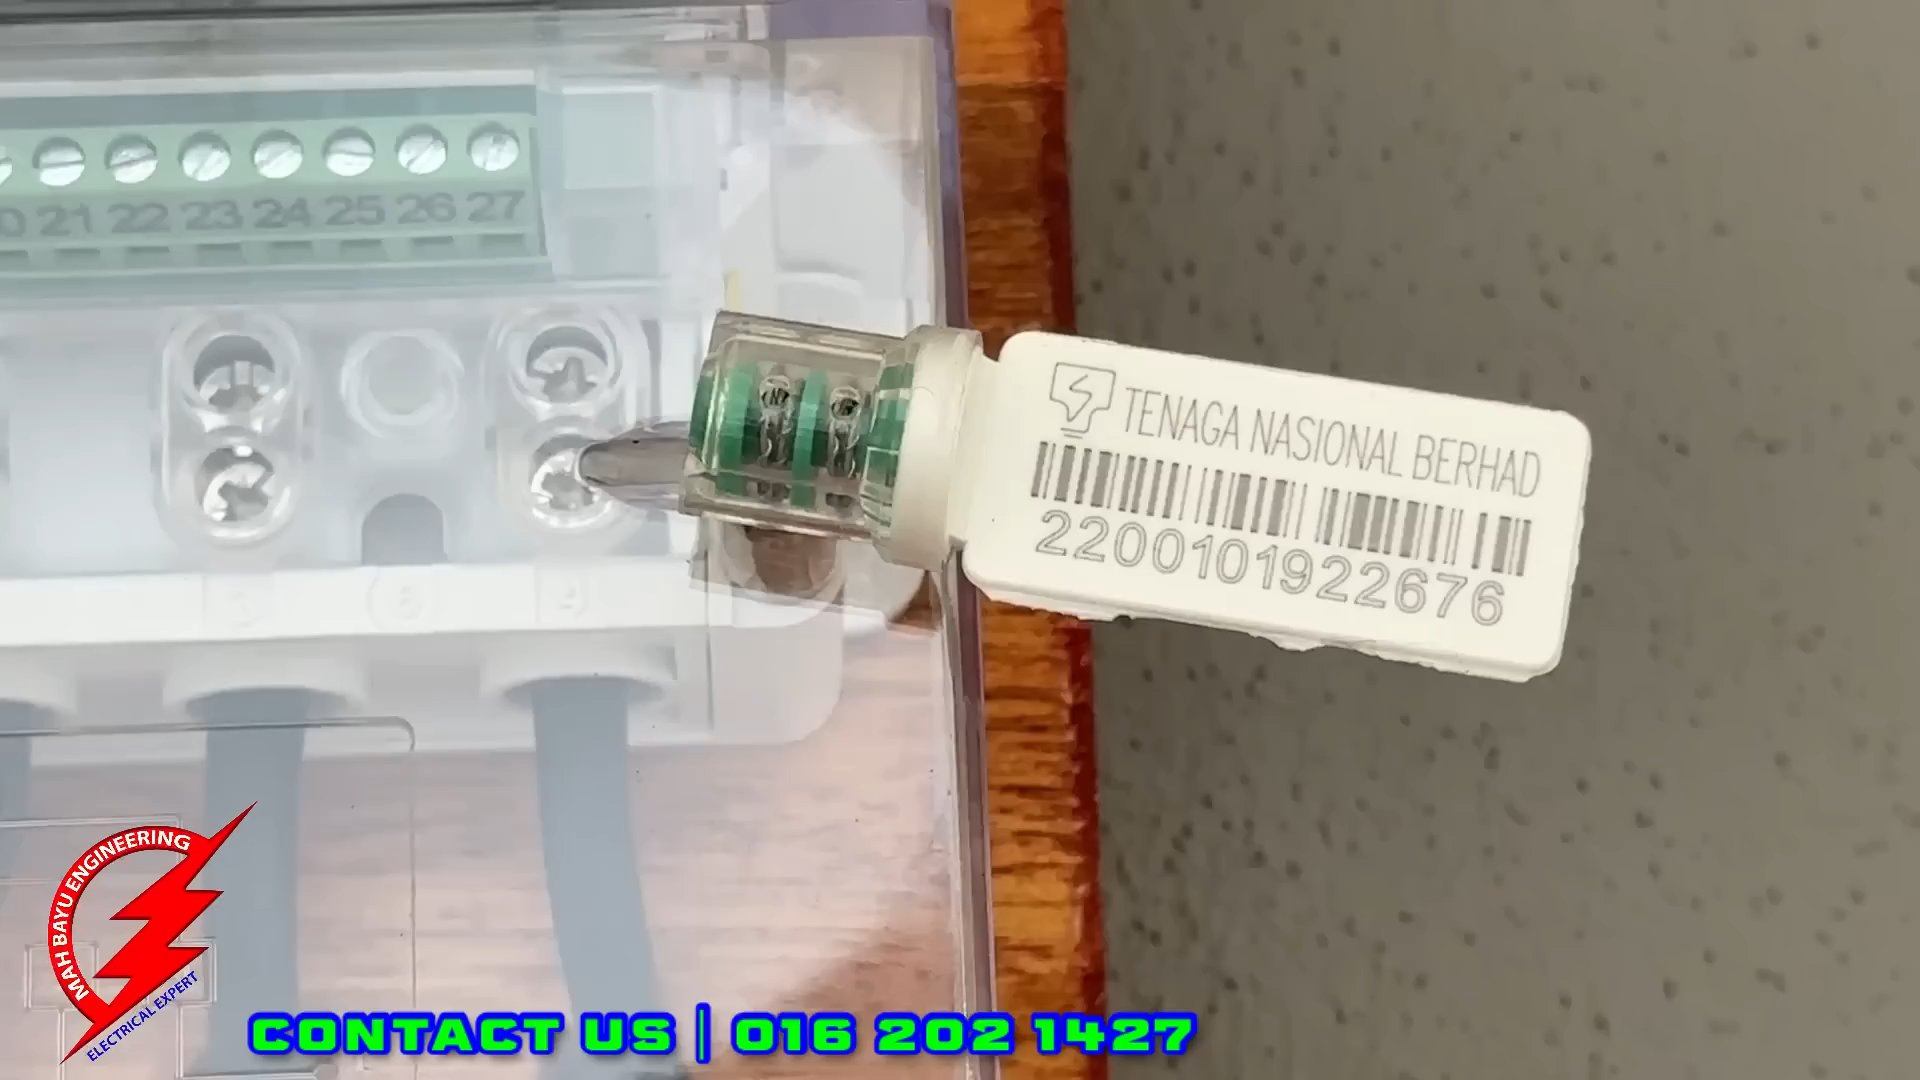 21 22 23 24 25 26 27
TENAGA NASIONAL BERHAD
2200101922676
MAH BAYU ENGINEERING
ELECTRICAL EXPERT
CONTACT US | 016 202 1427